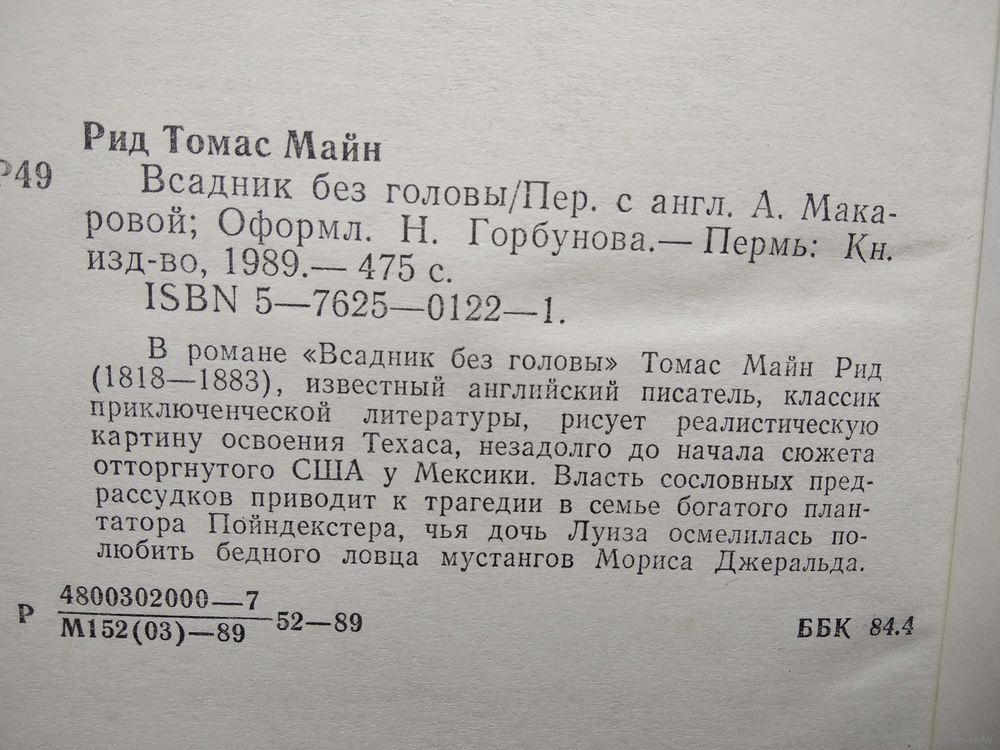 Рид Томас Майн
Р49
Всадник без головы/Пер. с англ. А. Мака-
ровой; Оформл. Н. Горбунова.— Пермь: Кн.
изд-во, 1989.— 475 с.
ISBN 5—7625—0122—1.
В романе «Всадник без головы» Томас Майн Рид
(1818—1883), известный английский писатель, классик
приключенческой литературы, рисует реалистическую
картину освоения Техаса, незадолго до начала сюжета
отторгнутого США у Мексики. Власть сословных пред-
рассудков приводит к трагедии в семье богатого план-
татора Пойндекстера, чья дочь Луиза осмелилась по-
любить бедного ловца мустангов Мориса Джеральда.
Р 4800302000—7
М152(03)—89 52—89
ББК 84.4